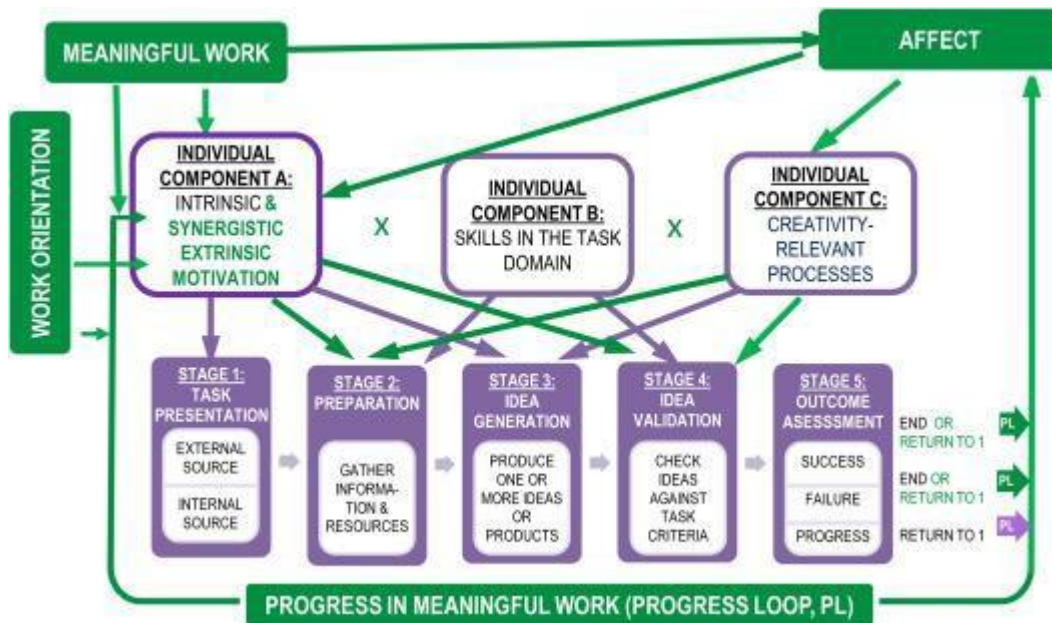 MEANINGFUL WORK
AFFECT
WORK ORIENTATION
INDIVIDUAL
COMPONENT A:
INTRINSIC &
SYNERGISTIC
EXTRINSIC
MOTIVATION
X
INDIVIDUAL
COMPONENT B:
SKILLS IN THE TASK
DOMAIN
X
INDIVIDUAL
COMPONENT C:
CREATIVITY-
RELEVANT
PROCESSES
STAGE 1:
TASK
PRESENTATION
EXTERNAL
SOURCE
INTERNAL
SOURCE
STAGE 2:
PREPARATION
GATHER
INFORMA-
TION &
RESOURCES
STAGE 3:
IDEA
GENERATION
PRODUCE
ONE OR
MORE IDEAS
OR
PRODUCTS
STAGE 4:
IDEA
VALIDATION
CHECK
IDEAS
AGAINST
TASK
CRITERIA
STAGE 5:
OUTCOME
ASESSSMENT
SUCCESS
FAILURE
PROGRESS
END OR
RETURN TO 1
PL
END OR
RETURN TO 1
PL
RETURN TO 1
PL
PROGRESS IN MEANINGFUL WORK (PROGRESS LOOP, PL)